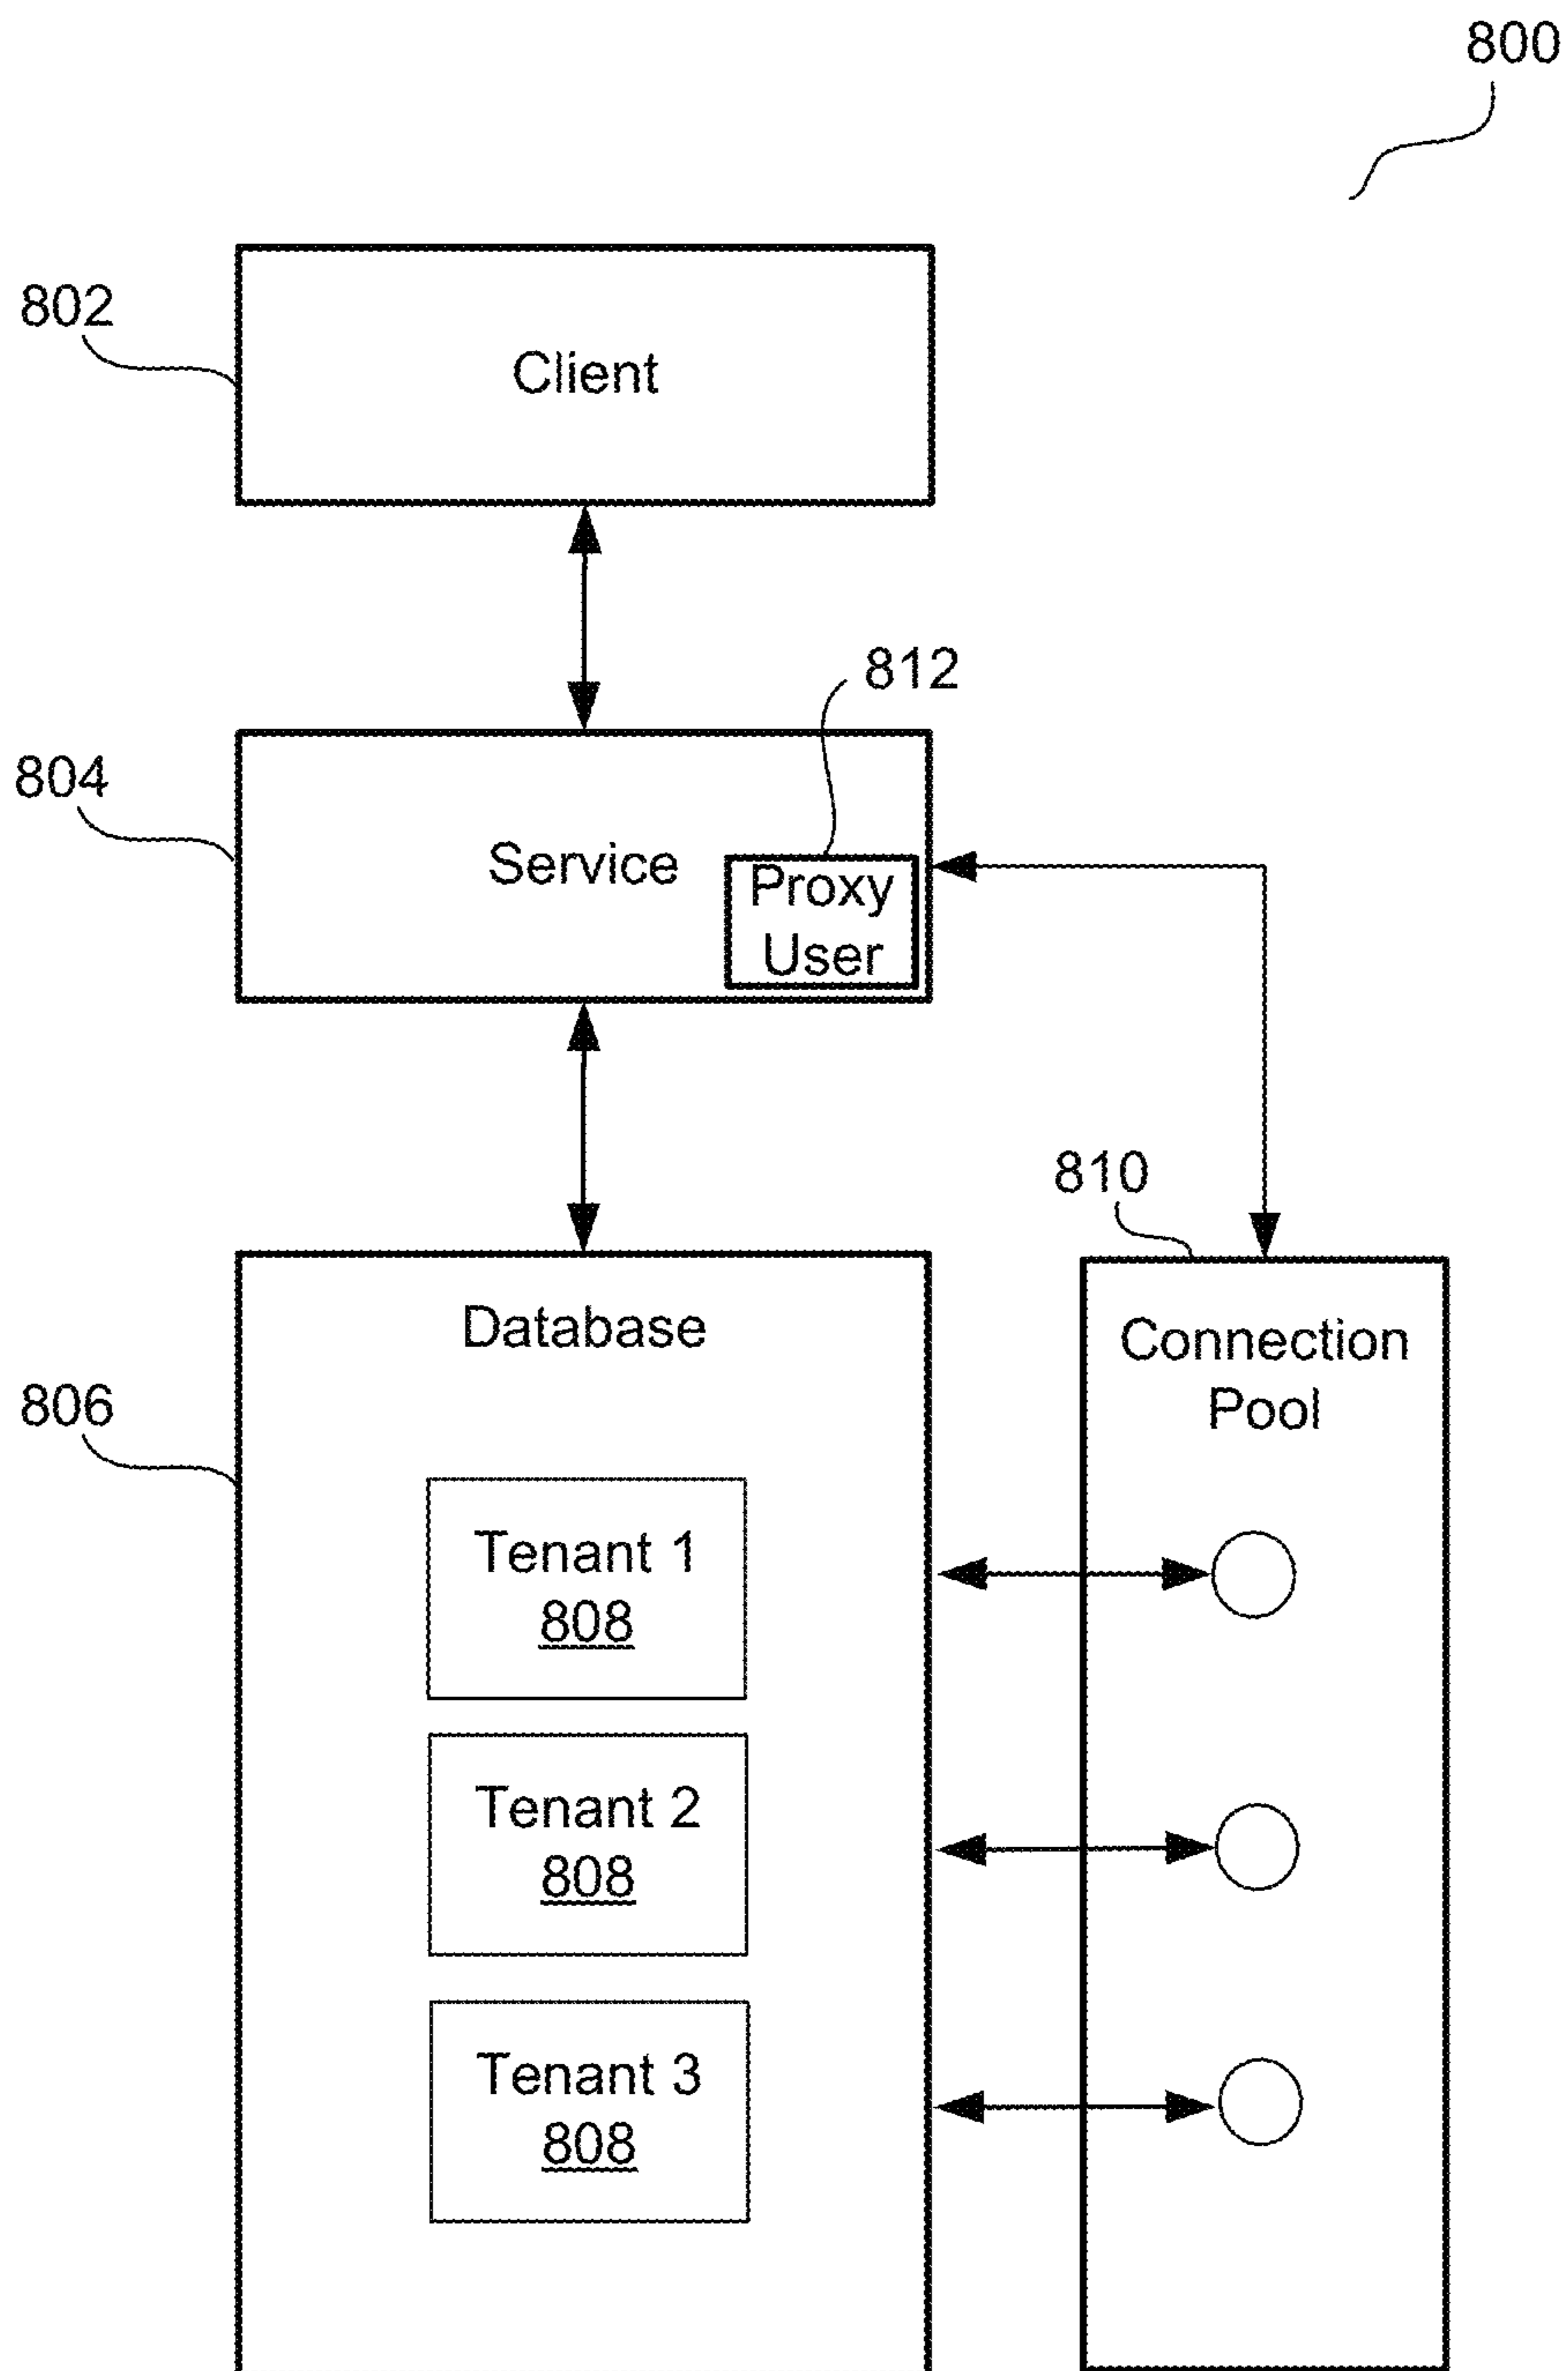 800
802
Client
812
804
Service
Proxy
User
810
Database
Connection
Pool
806
Tenant 1
808
Tenant 2
808
Tenant 3
808